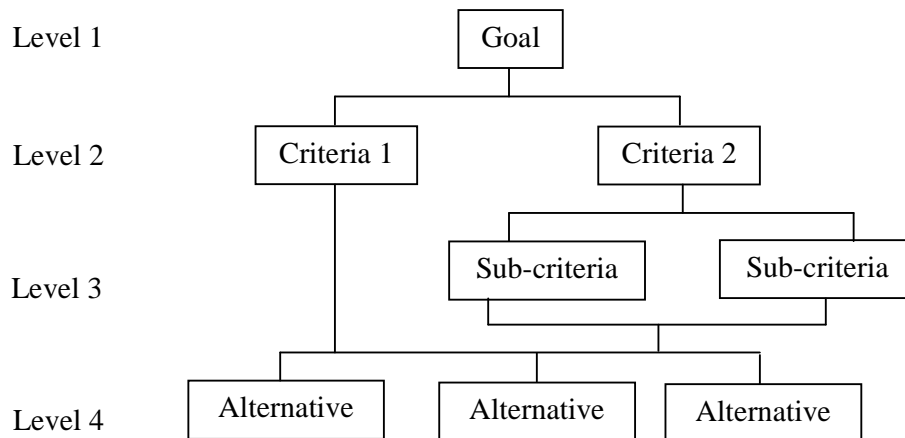 Level 1
Goal
Level 2
Criteria 1
Criteria 2
Level 3
Sub-criteria
Sub-criteria
Level 4
Alternative
Alternative
Alternative